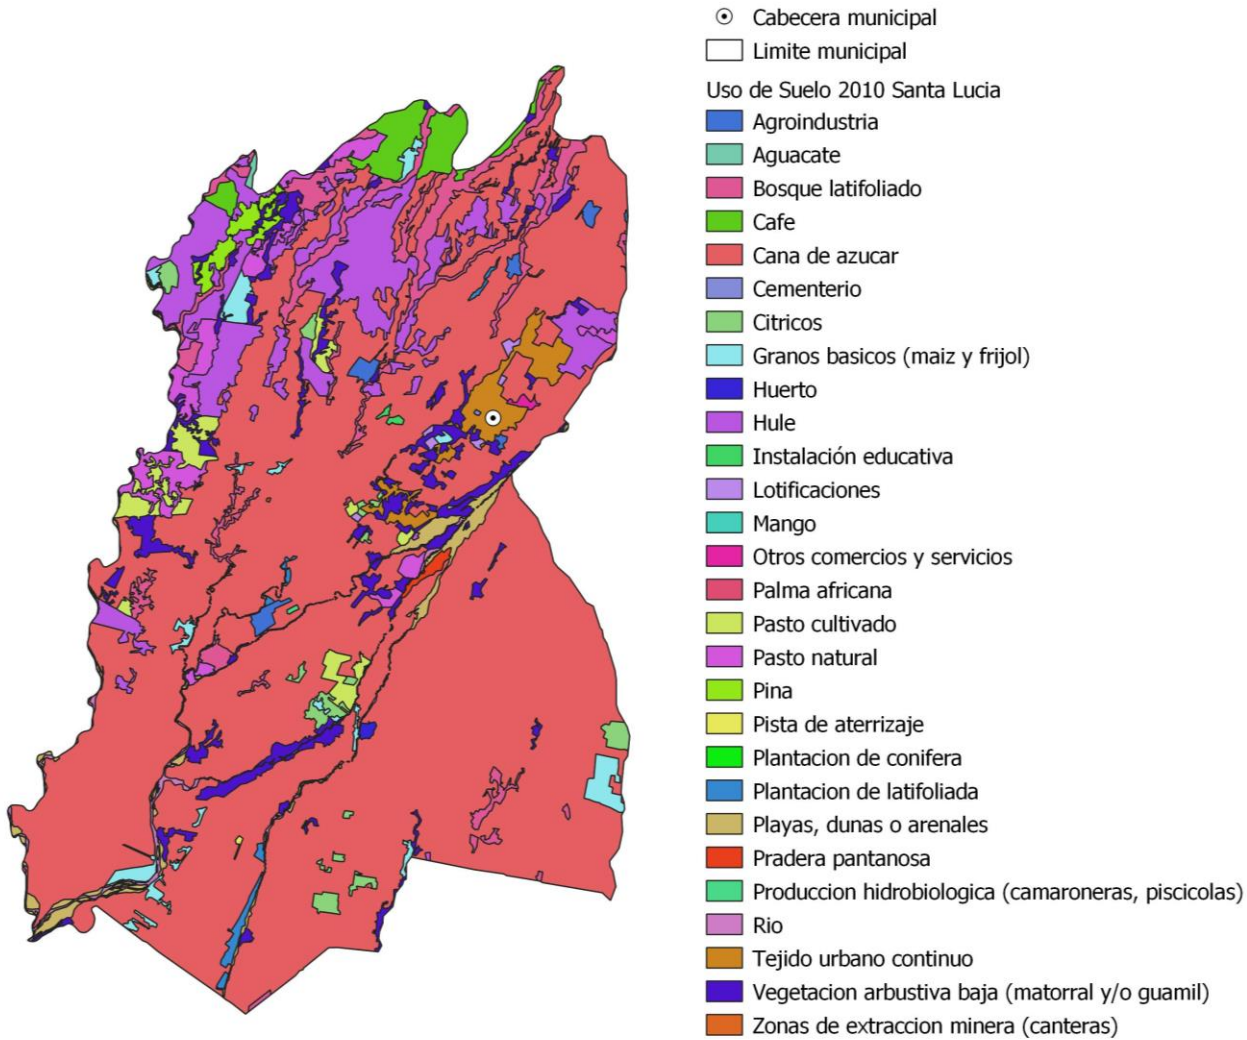 Cabecera municipal
Limite municipal
Uso de Suelo 2010 Santa Lucia
Agroindustria
Aguacate
Bosque latifoliado
Cafe
Cana de azucar
Cementerio
Citricos
Granos basicos (maiz y frijol)
Huerto
Hule
Instalación educativa
Lotificaciones
Mango
Otros comercios y servicios
Palma africana
Pasto cultivado
Pasto natural
Pina
Pista de aterrizaje
Plantacion de conifera
Plantacion de latifoliada
Playas, dunas o arenales
Pradera pantanosa
Produccion hidrobiologica (camaroneras, piscicolas)
Rio
Tejido urbano continuo
Vegetacion arbustiva baja (matorral y/o guamil)
Zonas de extraccion minera (canteras)